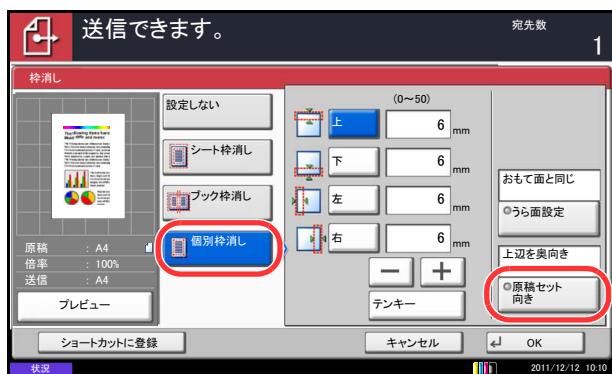 送信できます。
宛先数
1
枠消し
設定しない
シート枠消し
ブック枠消し
個別枠消し
原稿 : A4
倍率 : 100%
送信 : A4
プレビュー
(0～50)
上 6 mm
下 6 mm
左 6 mm
右 6 mm
－ ＋
テンキー
おもて面と同じ
うら面設定
上辺を奥向き
原稿セット
向き
ショートカットに登録
キャンセル
OK
状況
2011/12/12 10:10